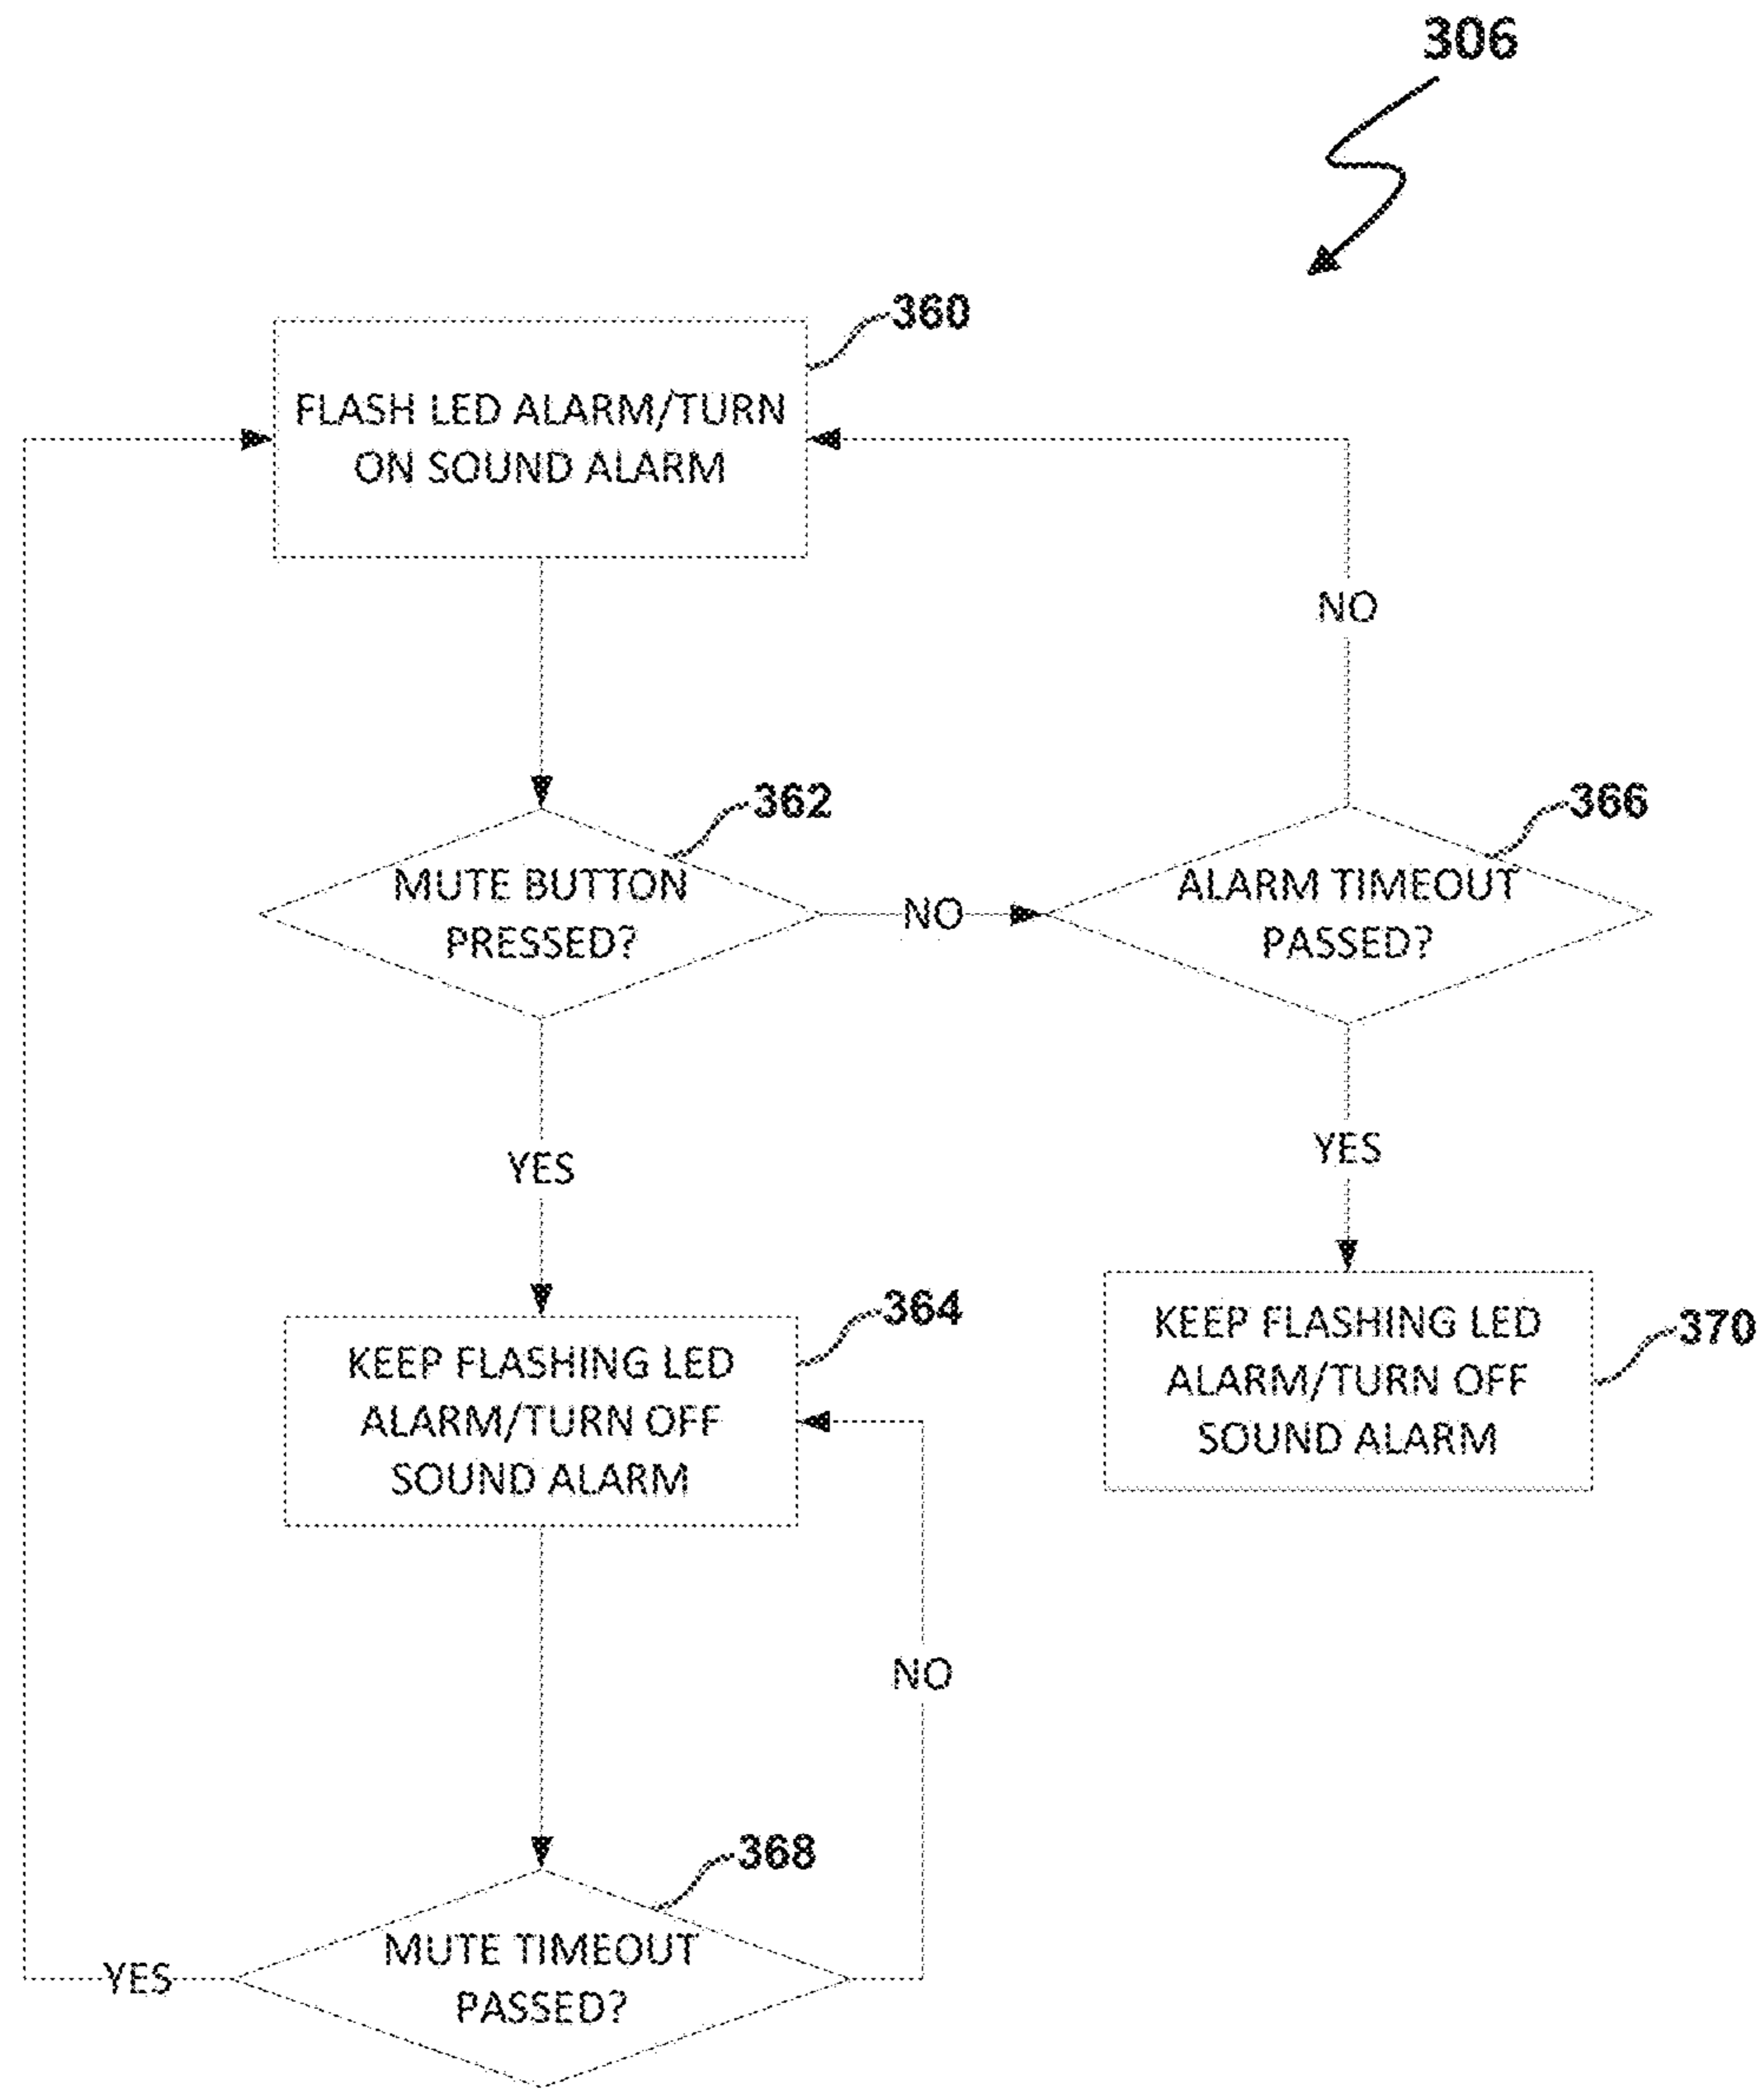 306
360
FLASH LED ALARM/TURN
ON SOUND ALARM
NO
362
MUTE BUTTON
PRESSED?
NO
366
ALARM TIMEOUT
PASSED?
YES
YES
364
KEEP FLASHING LED
ALARM/TURN OFF
SOUND ALARM
370
KEEP FLASHING LED
ALARM/TURN OFF
SOUND ALARM
NO
368
MUTE TIMEOUT
PASSED?
YES